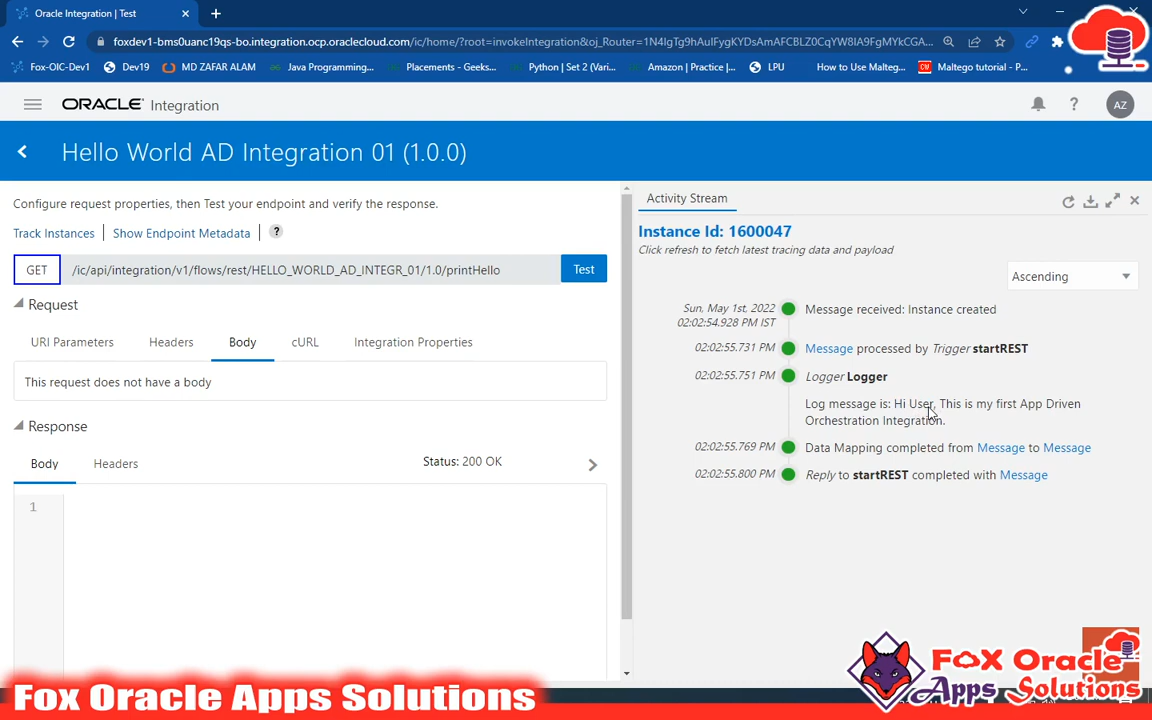 Oracle Integration | Test
foxdev1-bms0uanc19qs-bo.integration.ocp.oraclecloud.com/ic/home/?root=invokeIntegration&oj_Router=
Fox-OIC-Dev1 Dev19 MD ZAFAR ALAM Java Programming... Placements - Geeks... Python | Set 2 (Vari... Amazon | Practice |... LPU How to Use Malteg... CW Maltego tutorial - P...
ORACLE Integration ? AZ
Hello World AD Integration 01 (1.0.0)
Configure request properties, then Test your endpoint and verify the response.
Track Instances Show Endpoint Metadata ?
GET /ic/api/integration/v1/flows/rest/HELLO_WORLD_AD_INTEGR_01/1.0/printHello Test
Request
URI Parameters Headers Body cURL Integration Properties
This request does not have a body
Response
Body Headers Status: 200 OK
1
Activity Stream
Instance Id: 1600047
Click refresh to fetch latest tracing data and payload
Ascending
Sun, May 1st, 2022
02:02:54.928 PM IST Message received: Instance created
02:02:55.731 PM Message processed by Trigger startREST
02:02:55.751 PM Logger Logger
Log message is: Hi User, This is my first App Driven
Orchestration Integration.
02:02:55.769 PM Data Mapping completed from Message to Message
02:02:55.800 PM Reply to startREST completed with Message
Fox Oracle Apps Solutions
FOX Oracle
Apps Solutions